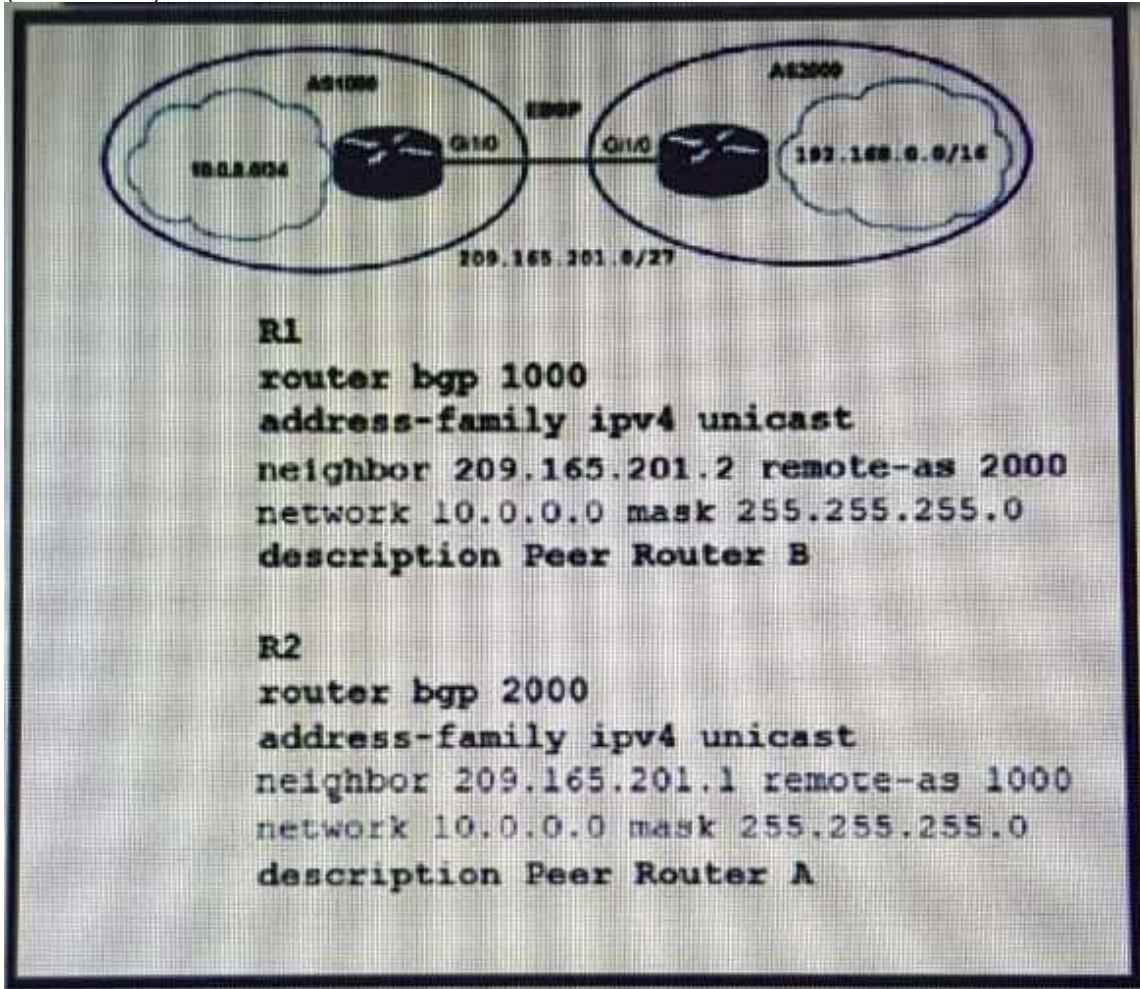 AS1000
AS2000
EBGP
G/1/0
G/1/0
192.168.0.0/16
209.165.201.0/27
R1
router bgp 1000
address-family ipv4 unicast
neighbor 209.165.201.2 remote-as 2000
network 10.0.0.0 mask 255.255.255.0
description Peer Router B
R2
router bgp 2000
address-family ipv4 unicast
neighbor 209.165.201.1 remote-as 1000
network 10.0.0.0 mask 255.255.255.0
description Peer Router A